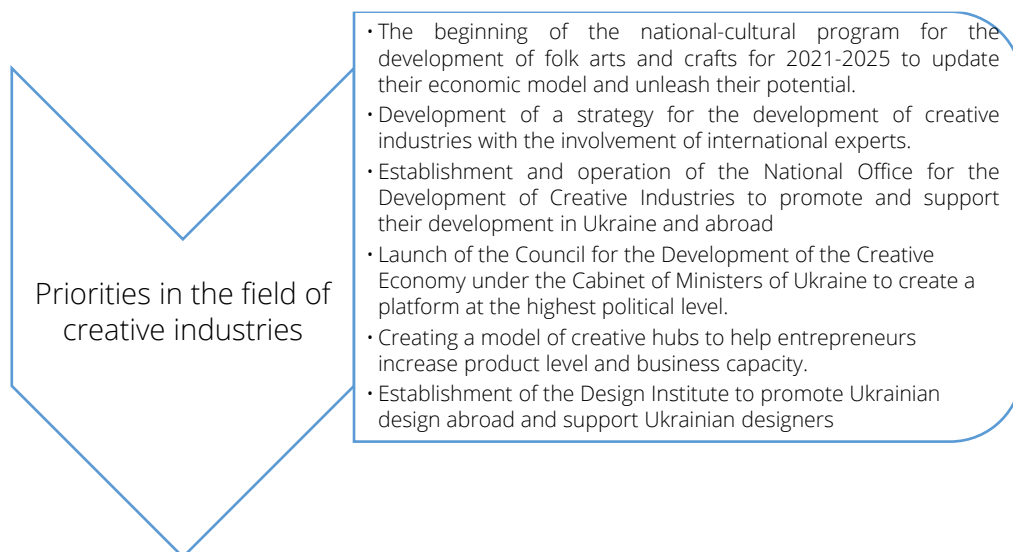 Priorities in the field of
creative industries
• The beginning of the national-cultural program for the
development of folk arts and crafts for 2021-2025 to update
their economic model and unleash their potential.
• Development of a strategy for the development of creative
industries with the involvement of international experts.
• Establishment and operation of the National Office for the
Development of Creative Industries to promote and support
their development in Ukraine and abroad
• Launch of the Council for the Development of the Creative
Economy under the Cabinet of Ministers of Ukraine to create a
platform at the highest political level.
• Creating a model of creative hubs to help entrepreneurs
increase product level and business capacity.
• Establishment of the Design Institute to promote Ukrainian
design abroad and support Ukrainian designers